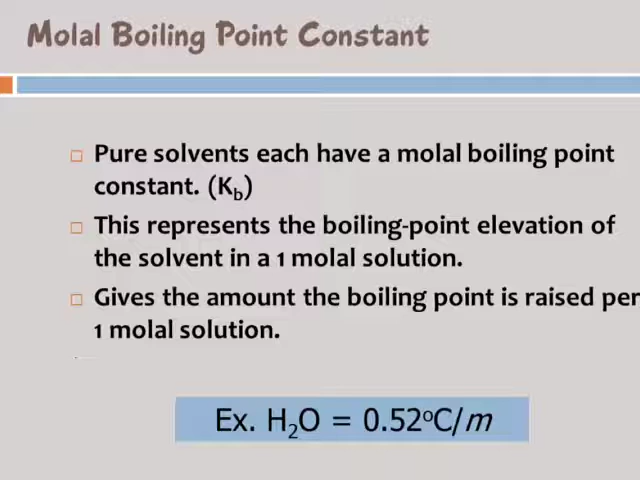 Molal Boiling Point Constant
Pure solvents each have a molal boiling point
constant. (K_b)
This represents the boiling-point elevation of
the solvent in a 1 molal solution.
Gives the amount the boiling point is raised per
1 molal solution.
Ex. H₂O = 0.52°C/m